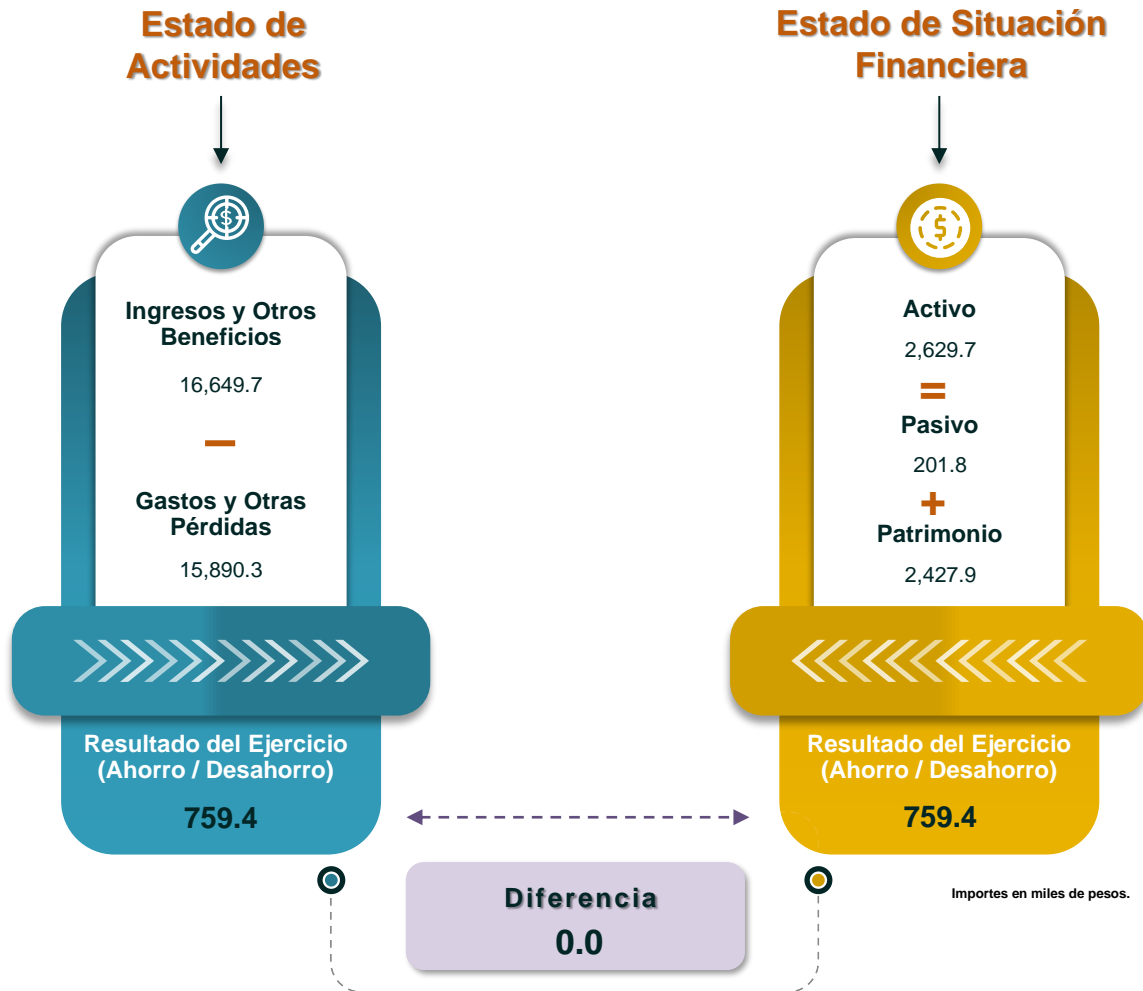 Estado de
Actividades
Ingresos y Otros
Beneficios
16,649.7
–
Gastos y Otras
Pérdidas
15,890.3
Resultado del Ejercicio
(Ahorro / Desahorro)
759.4
Estado de Situación
Financiera
Activo
2,629.7
=
Pasivo
201.8
+
Patrimonio
2,427.9
Resultado del Ejercicio
(Ahorro / Desahorro)
759.4
Diferencia
0.0
Importes en miles de pesos.